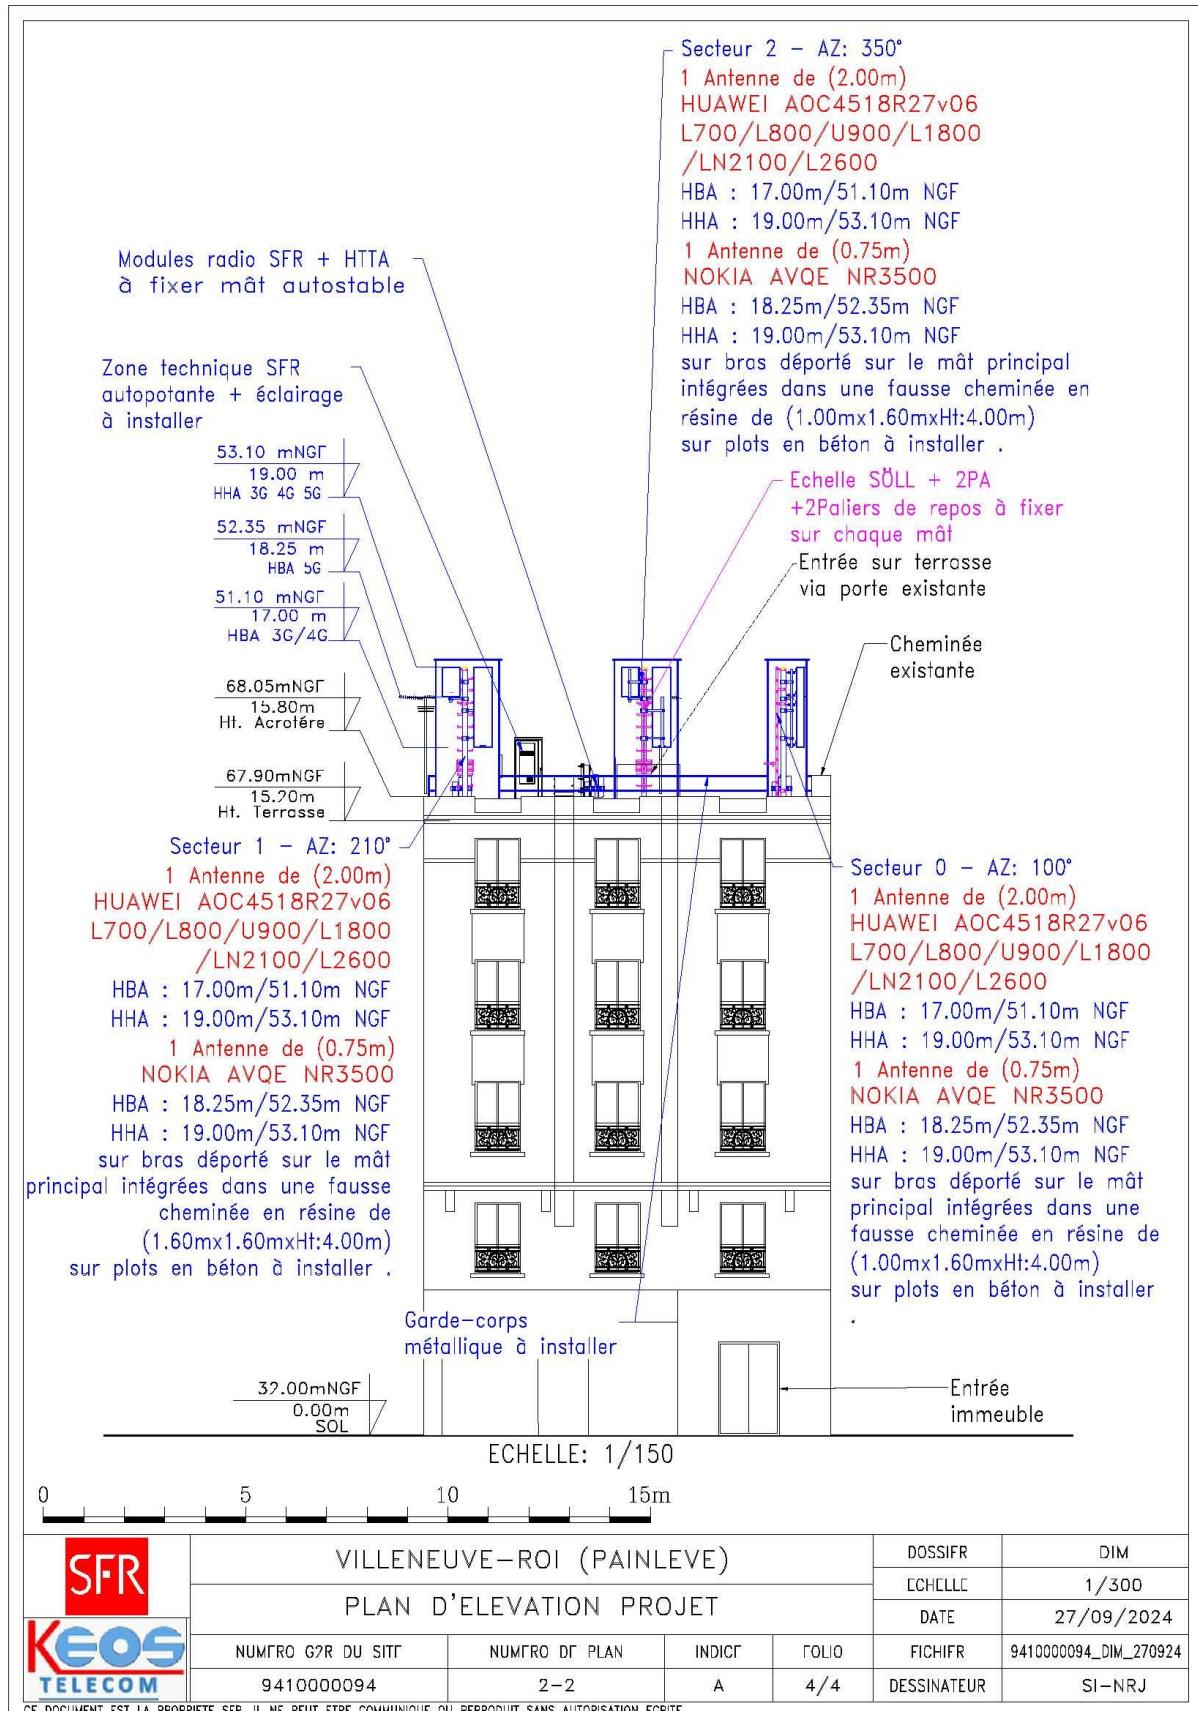 Secteur 2 – AZ: 350°
1 Antenne de (2.00m)
HUAWEI AOC4518R27v06
L700/L800/U900/L1800
/LN2100/L2600
HBA : 17.00m/51.10m NGF
HHA : 19.00m/53.10m NGF
1 Antenne de (0.75m)
NOKIA AVQE NR3500
HBA : 18.25m/52.35m NGF
HHA : 19.00m/53.10m NGF
sur bras déporté sur le mât principal
intégrées dans une fausse cheminée en
résine de (1.00mx1.60mxHt:4.00m)
sur plots en béton à installer .
Modules radio SFR + HTTA
à fixer mât autostable
Zone technique SFR
autopotante + éclairage
à installer
53.10 mNGF
19.00 m
HHA 3G 4G 5G
52.35 mNGF
18.25 m
HBA 5G
51.10 mNGF
17.00 m
HBA 3G/4G
68.05mNGF
15.80m
Ht. Acrotére
67.90mNGF
15.20m
Ht. Terrasse
Echelle SÖLL + 2PA
+2Paliers de repos à fixer
sur chaque mât
Entrée sur terrasse
via porte existante
Cheminée
existante
Secteur 1 – AZ: 210°
1 Antenne de (2.00m)
HUAWEI AOC4518R27v06
L700/L800/U900/L1800
/LN2100/L2600
HBA : 17.00m/51.10m NGF
HHA : 19.00m/53.10m NGF
1 Antenne de (0.75m)
NOKIA AVQE NR3500
HBA : 18.25m/52.35m NGF
HHA : 19.00m/53.10m NGF
sur bras déporté sur le mât
principal intégrées dans une fausse
cheminée en résine de
(1.60mx1.60mxHt:4.00m)
sur plots en béton à installer .
Secteur 0 – AZ: 100°
1 Antenne de (2.00m)
HUAWEI AOC4518R27v06
L700/L800/U900/L1800
/LN2100/L2600
HBA : 17.00m/51.10m NGF
HHA : 19.00m/53.10m NGF
1 Antenne de (0.75m)
NOKIA AVQE NR3500
HBA : 18.25m/52.35m NGF
HHA : 19.00m/53.10m NGF
sur bras déporté sur le mât
principal intégrées dans une
fausse cheminée en résine de
(1.00mx1.60mxHt:4.00m)
sur plots en béton à installer
.
Garde-corps
métallique à installer
32.00mNGF
0.00m
SOL
Entrée
immeuble
ECHELLE: 1/150
0 5 10 15m
SFR
KEOS
TELECOM
VILLENEUVE-ROI (PAINLEVE)
PLAN D'ELEVATION PROJET
DOSSIER DIM
ECHELLE 1/300
DATE 27/09/2024
NUMERO G2R DU SITE NUMERO DE PLAN INDICE FOLIO FICHIER 9410000094_DIM_270924
9410000094 2-2 A 4/4 DESSINATEUR SI-NRJ
CE DOCUMENT EST LA PROPRIETE SFR IL NE PEUT ETRE COMMUNIQUE OU REPRODUIT SANS AUTORISATION ECRITE